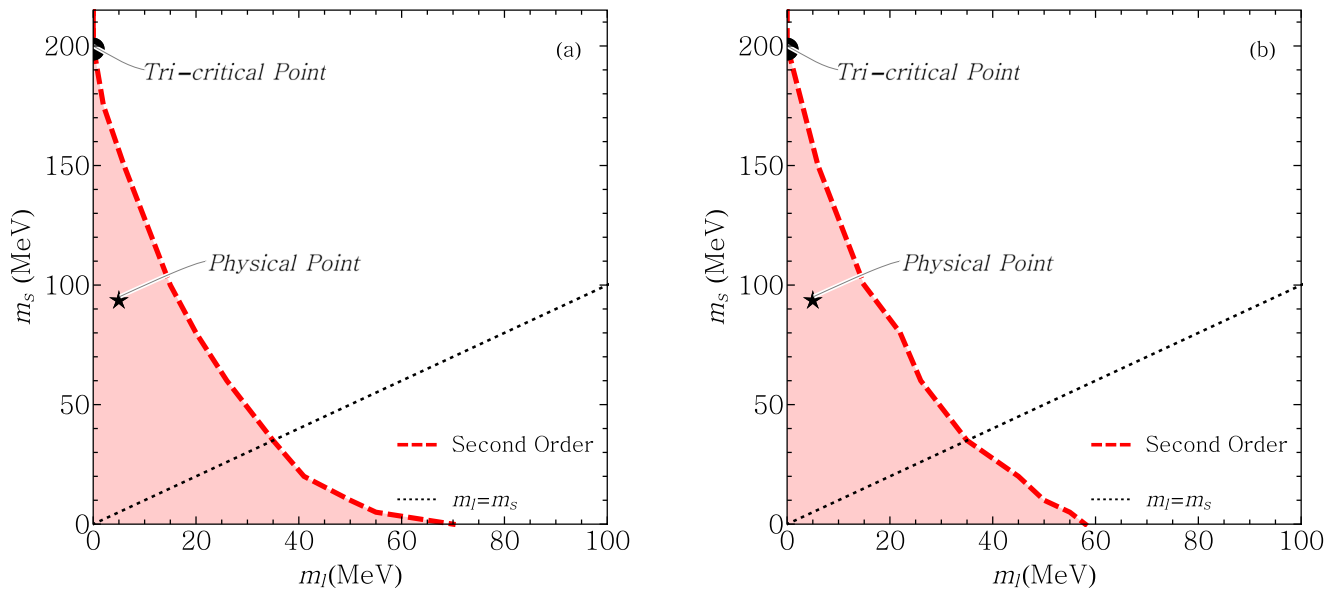 (a)
200
Tri−critical Point
150
Physical Point
100
50
Second Order
m_l=m_s
0
0 20 40 60 80 100
m_s (MeV)
m_l(MeV)
(b)
200
Tri−critical Point
150
Physical Point
100
50
Second Order
m_l=m_s
0
0 20 40 60 80 100
m_s (MeV)
m_l(MeV)